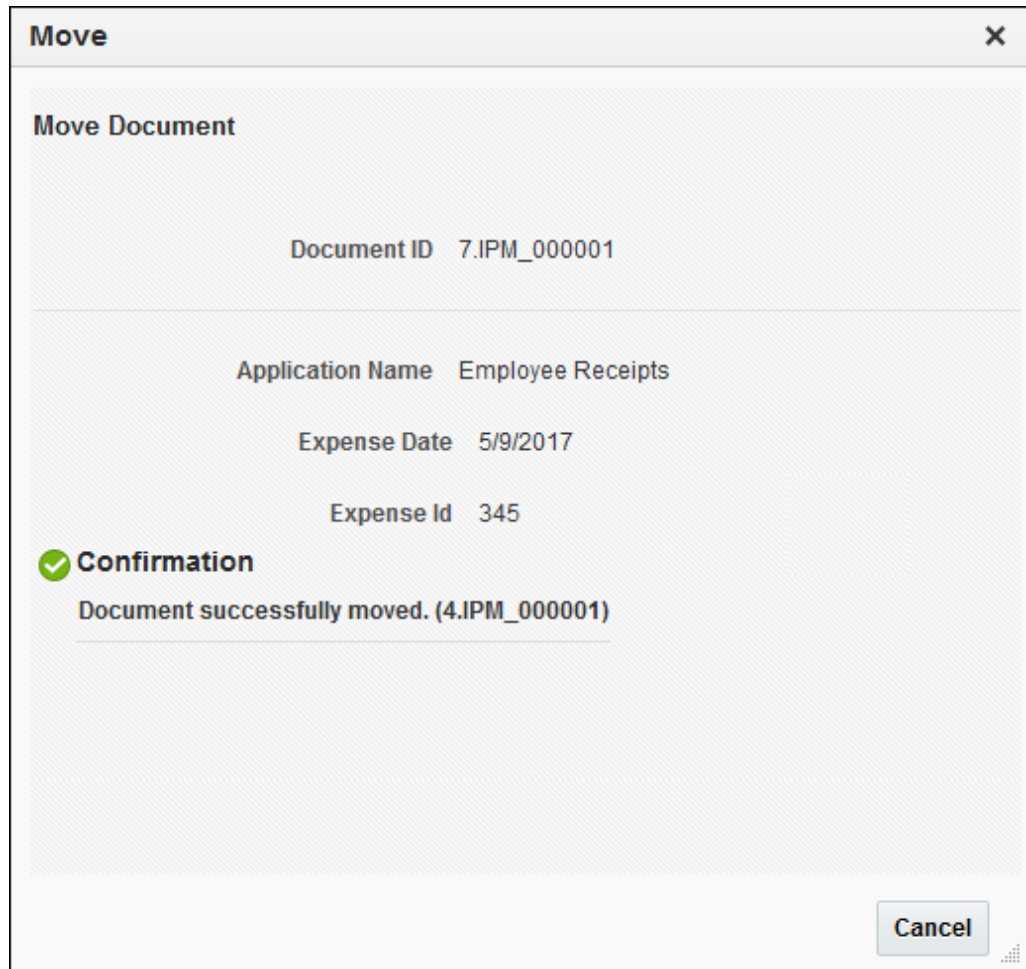 Move
Move Document
Document ID 7.IPM_000001
Application Name Employee Receipts
Expense Date 5/9/2017
Expense Id 345
Confirmation
Document successfully moved. (4.IPM_000001)
Cancel